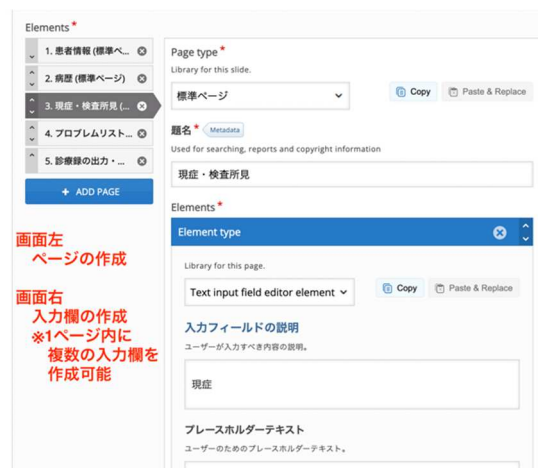 Elements *
1. 患者情報 (標準ペ...
2. 病歴 (標準ページ)
3. 現症・検査所見 (...
4. プロブレムリスト...
5. 診療録の出力・...
+ ADD PAGE
画面左
ページの作成
画面右
入力欄の作成
※1ページ内に
複数の入力欄を
作成可能
Page type *
Library for this slide.
標準ページ
Copy
Paste & Replace
題名 * Metadata
Used for searching, reports and copyright information
現症・検査所見
Elements *
Element type
Library for this page.
Text input field editor element
Copy
Paste & Replace
入力フィールドの説明
ユーザーが入力すべき内容の説明。
現症
プレースホルダーテキスト
ユーザーのためのプレースホルダーテキスト。